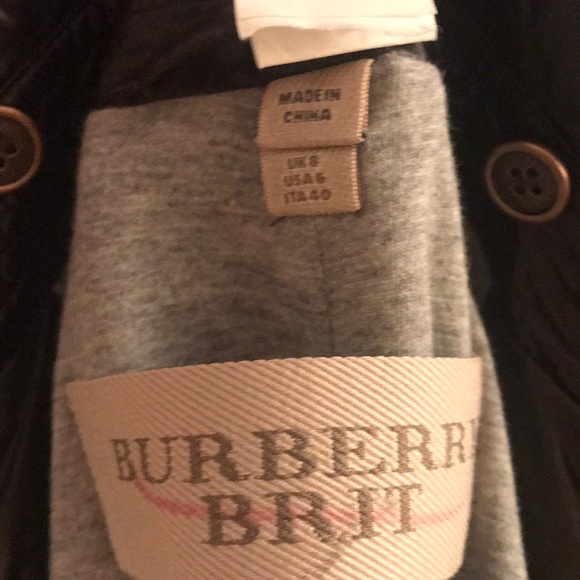 MADE IN
CHINA
UK 8
USA 6
ITA 40
BURBERR
BRIT